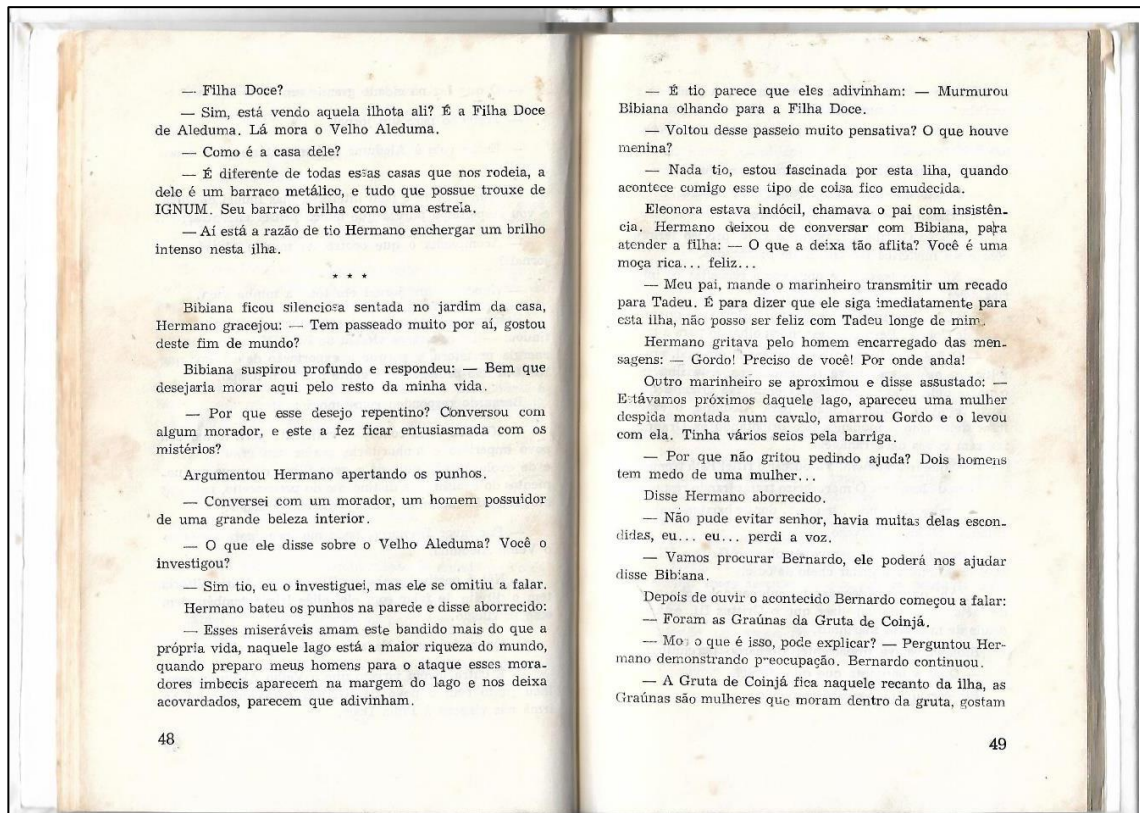 — Filha Doce?
— Sim, está vendo aquela ilhota ali? É a Filha Doce
de Aleduma. Lá mora o Velho Aleduma.
— Como é a casa dele?
— É diferente de todas essas casas que nos rodeia, a
dele é um barraco metálico, e tudo que possue trouxe de
IGNUM. Seu barraco brilha como uma estrela.
— Aí está a razão de tio Hermano enchergar um brilho
intenso nesta ilha.
* * *
Bibiana ficou silenciosa sentada no jardim da casa,
Hermano gracejou: — Tem passeado muito por aí, gostou
deste fim de mundo?
Bibiana suspirou profundo e respondeu: — Bem que
desejaria morar aqui pelo resto da minha vida.
— Por que esse desejo repentino? Conversou com
algum morador, e este a fez ficar entusiasmada com os
mistérios?
Argumentou Hermano apertando os punhos.
— Conversei com um morador, um homem possuidor
de uma grande beleza interior.
— O que ele disse sobre o Velho Aleduma? Você o
investigou?
— Sim tio, eu o investiguei, mas ele se omitiu a falar.
Hermano bateu os punhos na parede e disse aborrecido:
— Esses miseráveis amam este bandido mais do que a
própria vida, naquele lago está a maior riqueza do mundo,
quando preparo meus homens para o ataque esses mora-
dores imbecis aparecem na margem do lago e nos deixa
acovardados, parecem que adivinham.
48
— É tio parece que eles adivinham: — Murmurou
Bibiana olhando para a Filha Doce.
— Voltou desse passeio muito pensativa? O que houve
menina?
— Nada tio, estou fascinada por esta liha, quando
acontece comigo esse tipo de coisa fico emudecida.
Eleonora estava indócil, chamava o pai com insistên-
cia. Hermano deixou de conversar com Bibiana, para
atender a filha: — O que a deixa tão aflita? Você é uma
moça rica... feliz...
— Meu pai, mande o marinheiro transmitir um recado
para Tadeu. É para dizer que ele siga imediatamente para
esta ilha, não posso ser feliz com Tadeu longe de mim.
Hermano gritava pelo homem encarregado das men-
sagens: — Gordo! Preciso de você! Por onde anda!
Outro marinheiro se aproximou e disse assustado: —
Estávamos próximos daquele lago, apareceu uma mulher
despida montada num cavalo, amarrou Gordo e o levou
com ela. Tinha vários seios pela barriga.
— Por que não gritou pedindo ajuda? Dois homens
tem medo de uma mulher...
Disse Hermano aborrecido.
— Não pude evitar senhor, havia muitas delas escon-
didas, eu... eu... perdi a voz.
— Vamos procurar Bernardo, ele poderá nos ajudar
disse Bibiana.
Depois de ouvir o acontecido Bernardo começou a falar:
— Foram as Graúnas da Gruta de Coinjá.
— o que é isso, pode explicar? — Perguntou Her-
mano demonstrando preocupação. Bernardo continuou.
— A Gruta de Coinjá fica naquele recanto da ilha, as
Graúnas são mulheres que moram dentro da gruta, gostam
49